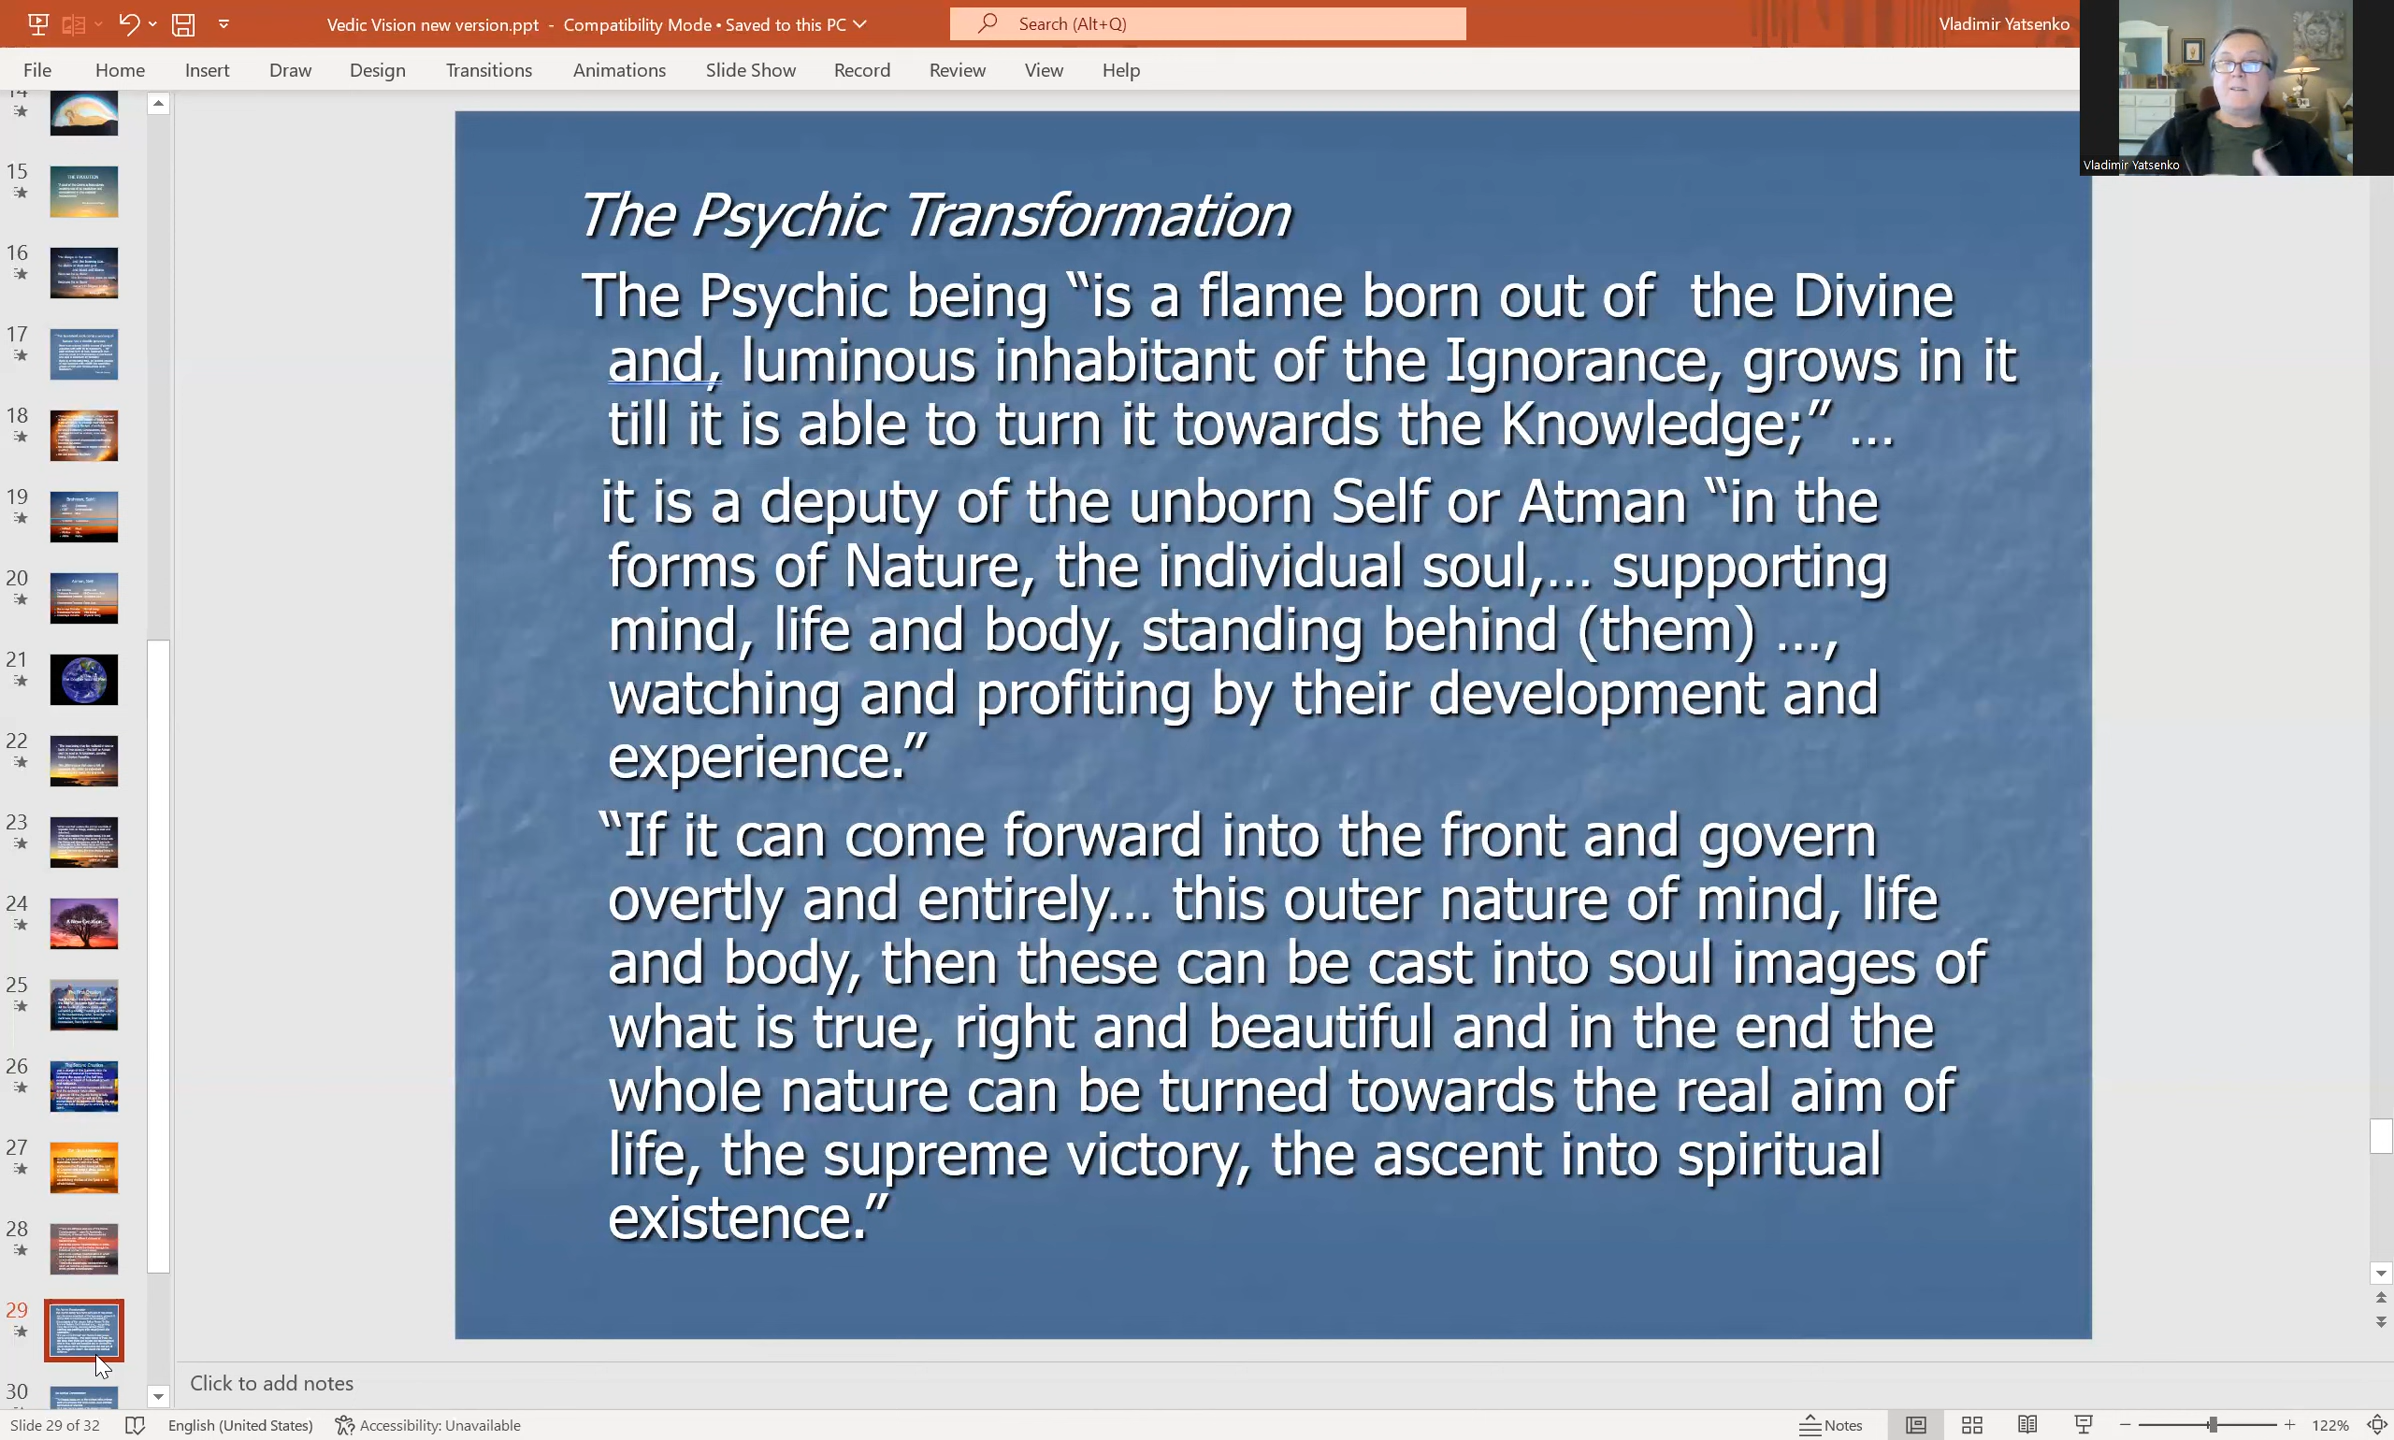 Vedic Vision new version.ppt - Compatibility Mode • Saved to this PC
Search (Alt+Q)
Vladimir Yatsenko
File Home Insert Draw Design Transitions Animations Slide Show Record Review View Help
Vladimir Yatsenko
14
15
16
17
18
19
20
21
22
23
24
25
26
27
28
29
30
The Psychic Transformation
The Psychic being “is a flame born out of  the Divine
and, luminous inhabitant of the Ignorance, grows in it
till it is able to turn it towards the Knowledge;” ...
it is a deputy of the unborn Self or Atman “in the
forms of Nature, the individual soul,... supporting
mind, life and body, standing behind (them) ...,
watching and profiting by their development and
experience.”
“If it can come forward into the front and govern
overtly and entirely... this outer nature of mind, life
and body, then these can be cast into soul images of
what is true, right and beautiful and in the end the
whole nature can be turned towards the real aim of
life, the supreme victory, the ascent into spiritual
existence.”
Click to add notes
Slide 29 of 32 English (United States) Accessibility: Unavailable Notes 122%